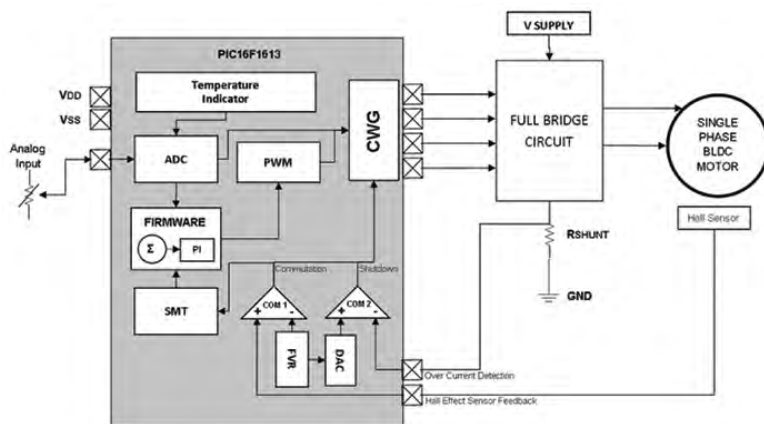 V SUPPLY
PIC16F1613
VDD
VSS
Temperature
Indicator
Analog
Input
ADC
PWM
CWG
FULL BRIDGE
CIRCUIT
SINGLE
PHASE
BLDC
MOTOR
FIRMWARE
Σ
PI
Hall Sensor
RSHUNT
GND
Commutation
Shutdown
SMT
COM 1
COM 2
+
-
+
-
FVR
DAC
Over Current Detection
Hall Effect Sensor Feedback